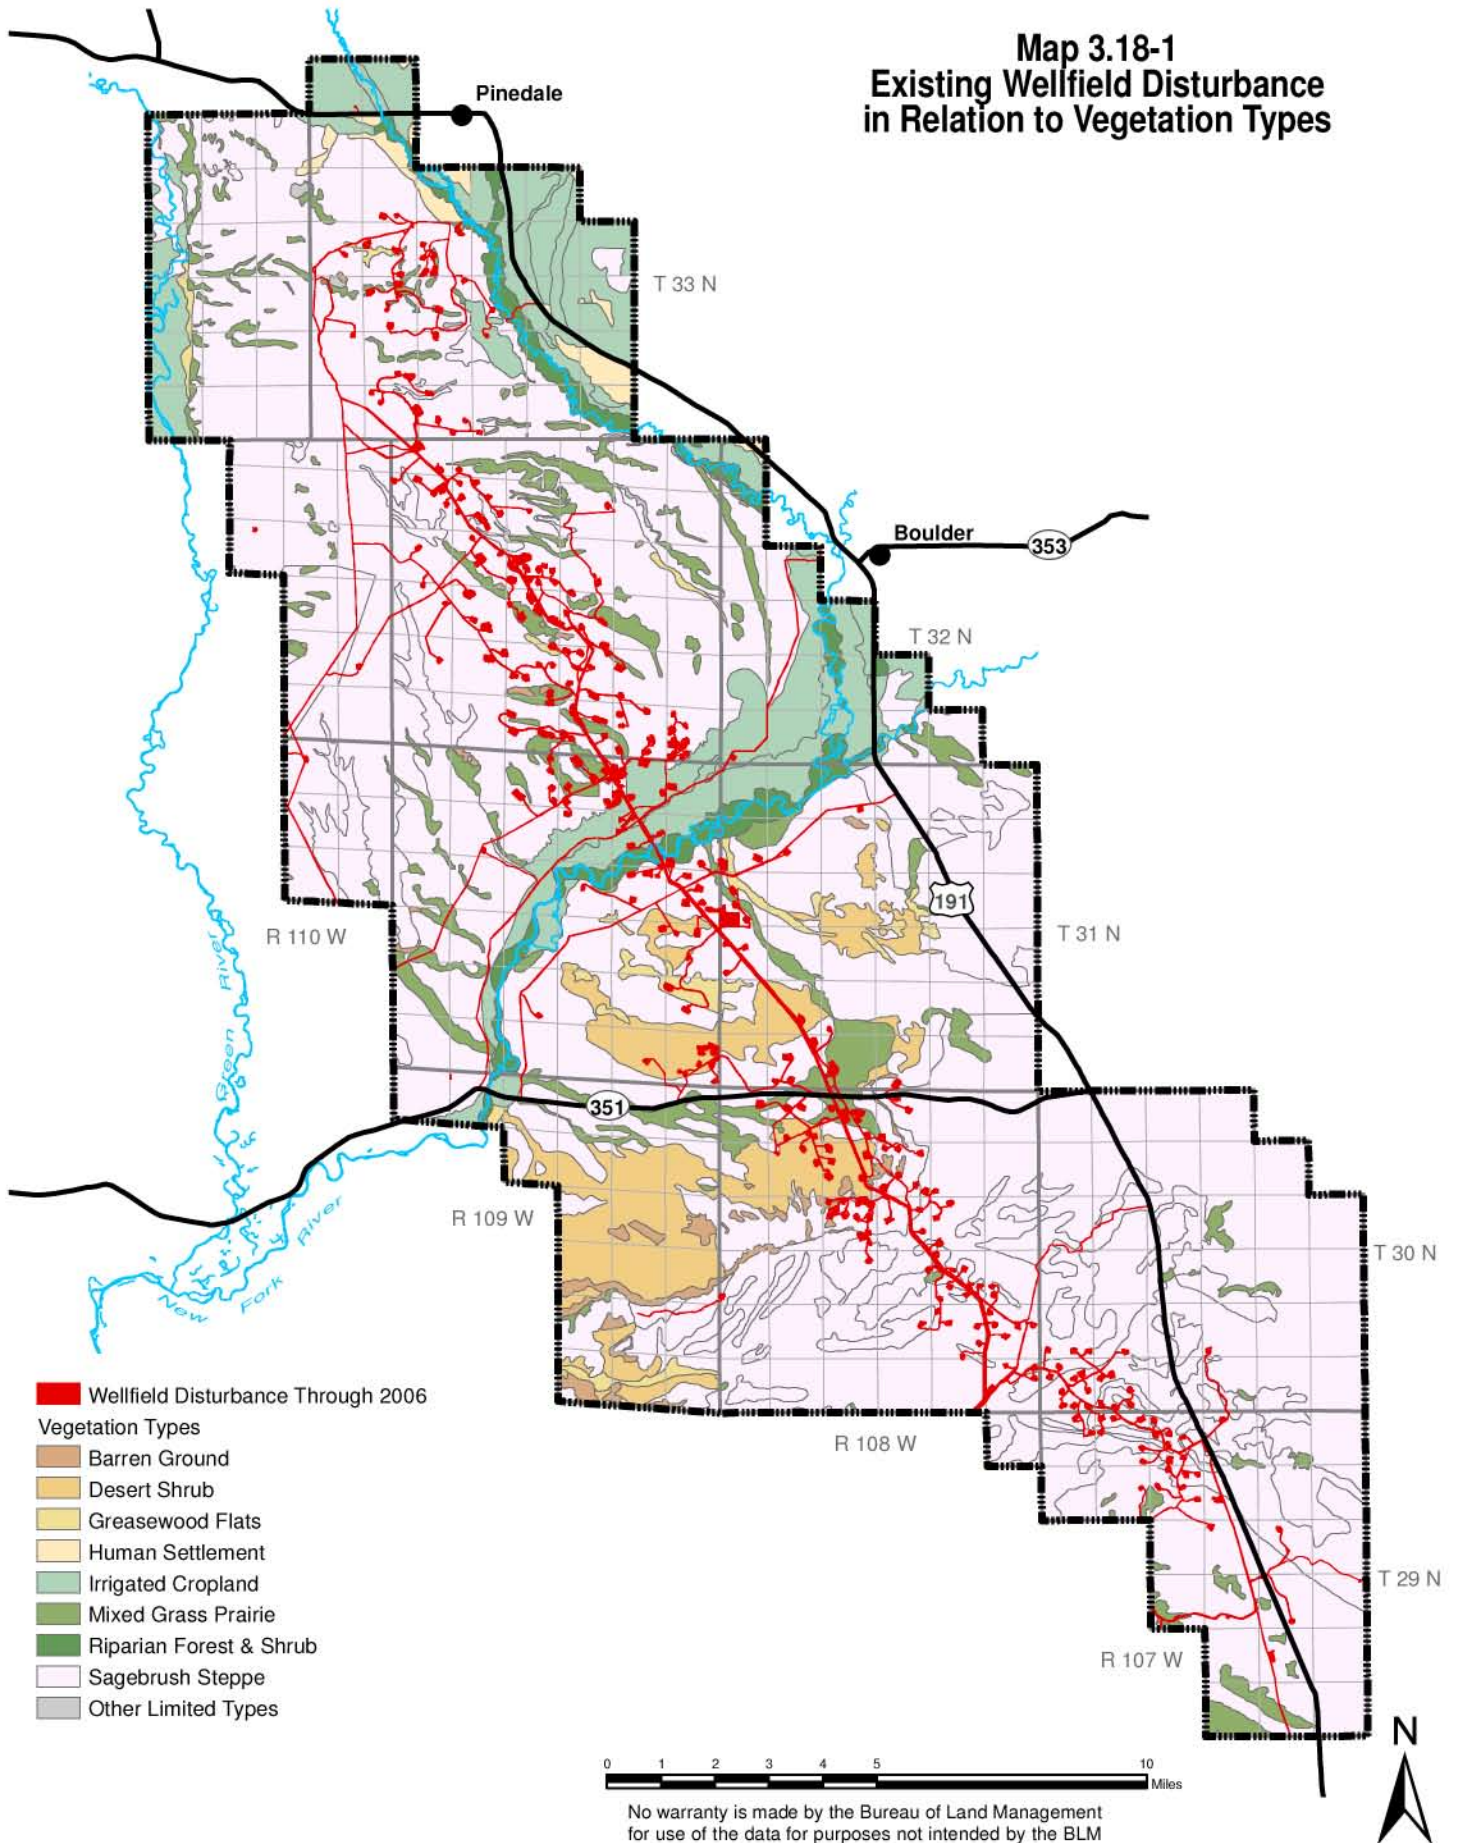 Map 3.18-1
Existing Wellfield Disturbance
in Relation to Vegetation Types
Pinedale
T 33 N
Boulder
353
T 32 N
191
R 110 W
T 31 N
River
Green
351
R 109 W
River
New Fork
T 30 N
Wellfield Disturbance Through 2006
Vegetation Types
Barren Ground
Desert Shrub
Greasewood Flats
Human Settlement
Irrigated Cropland
Mixed Grass Prairie
Riparian Forest & Shrub
Sagebrush Steppe
Other Limited Types
R 108 W
T 29 N
R 107 W
N
0 1 2 3 4 5 10
Miles
No warranty is made by the Bureau of Land Management
for use of the data for purposes not intended by the BLM